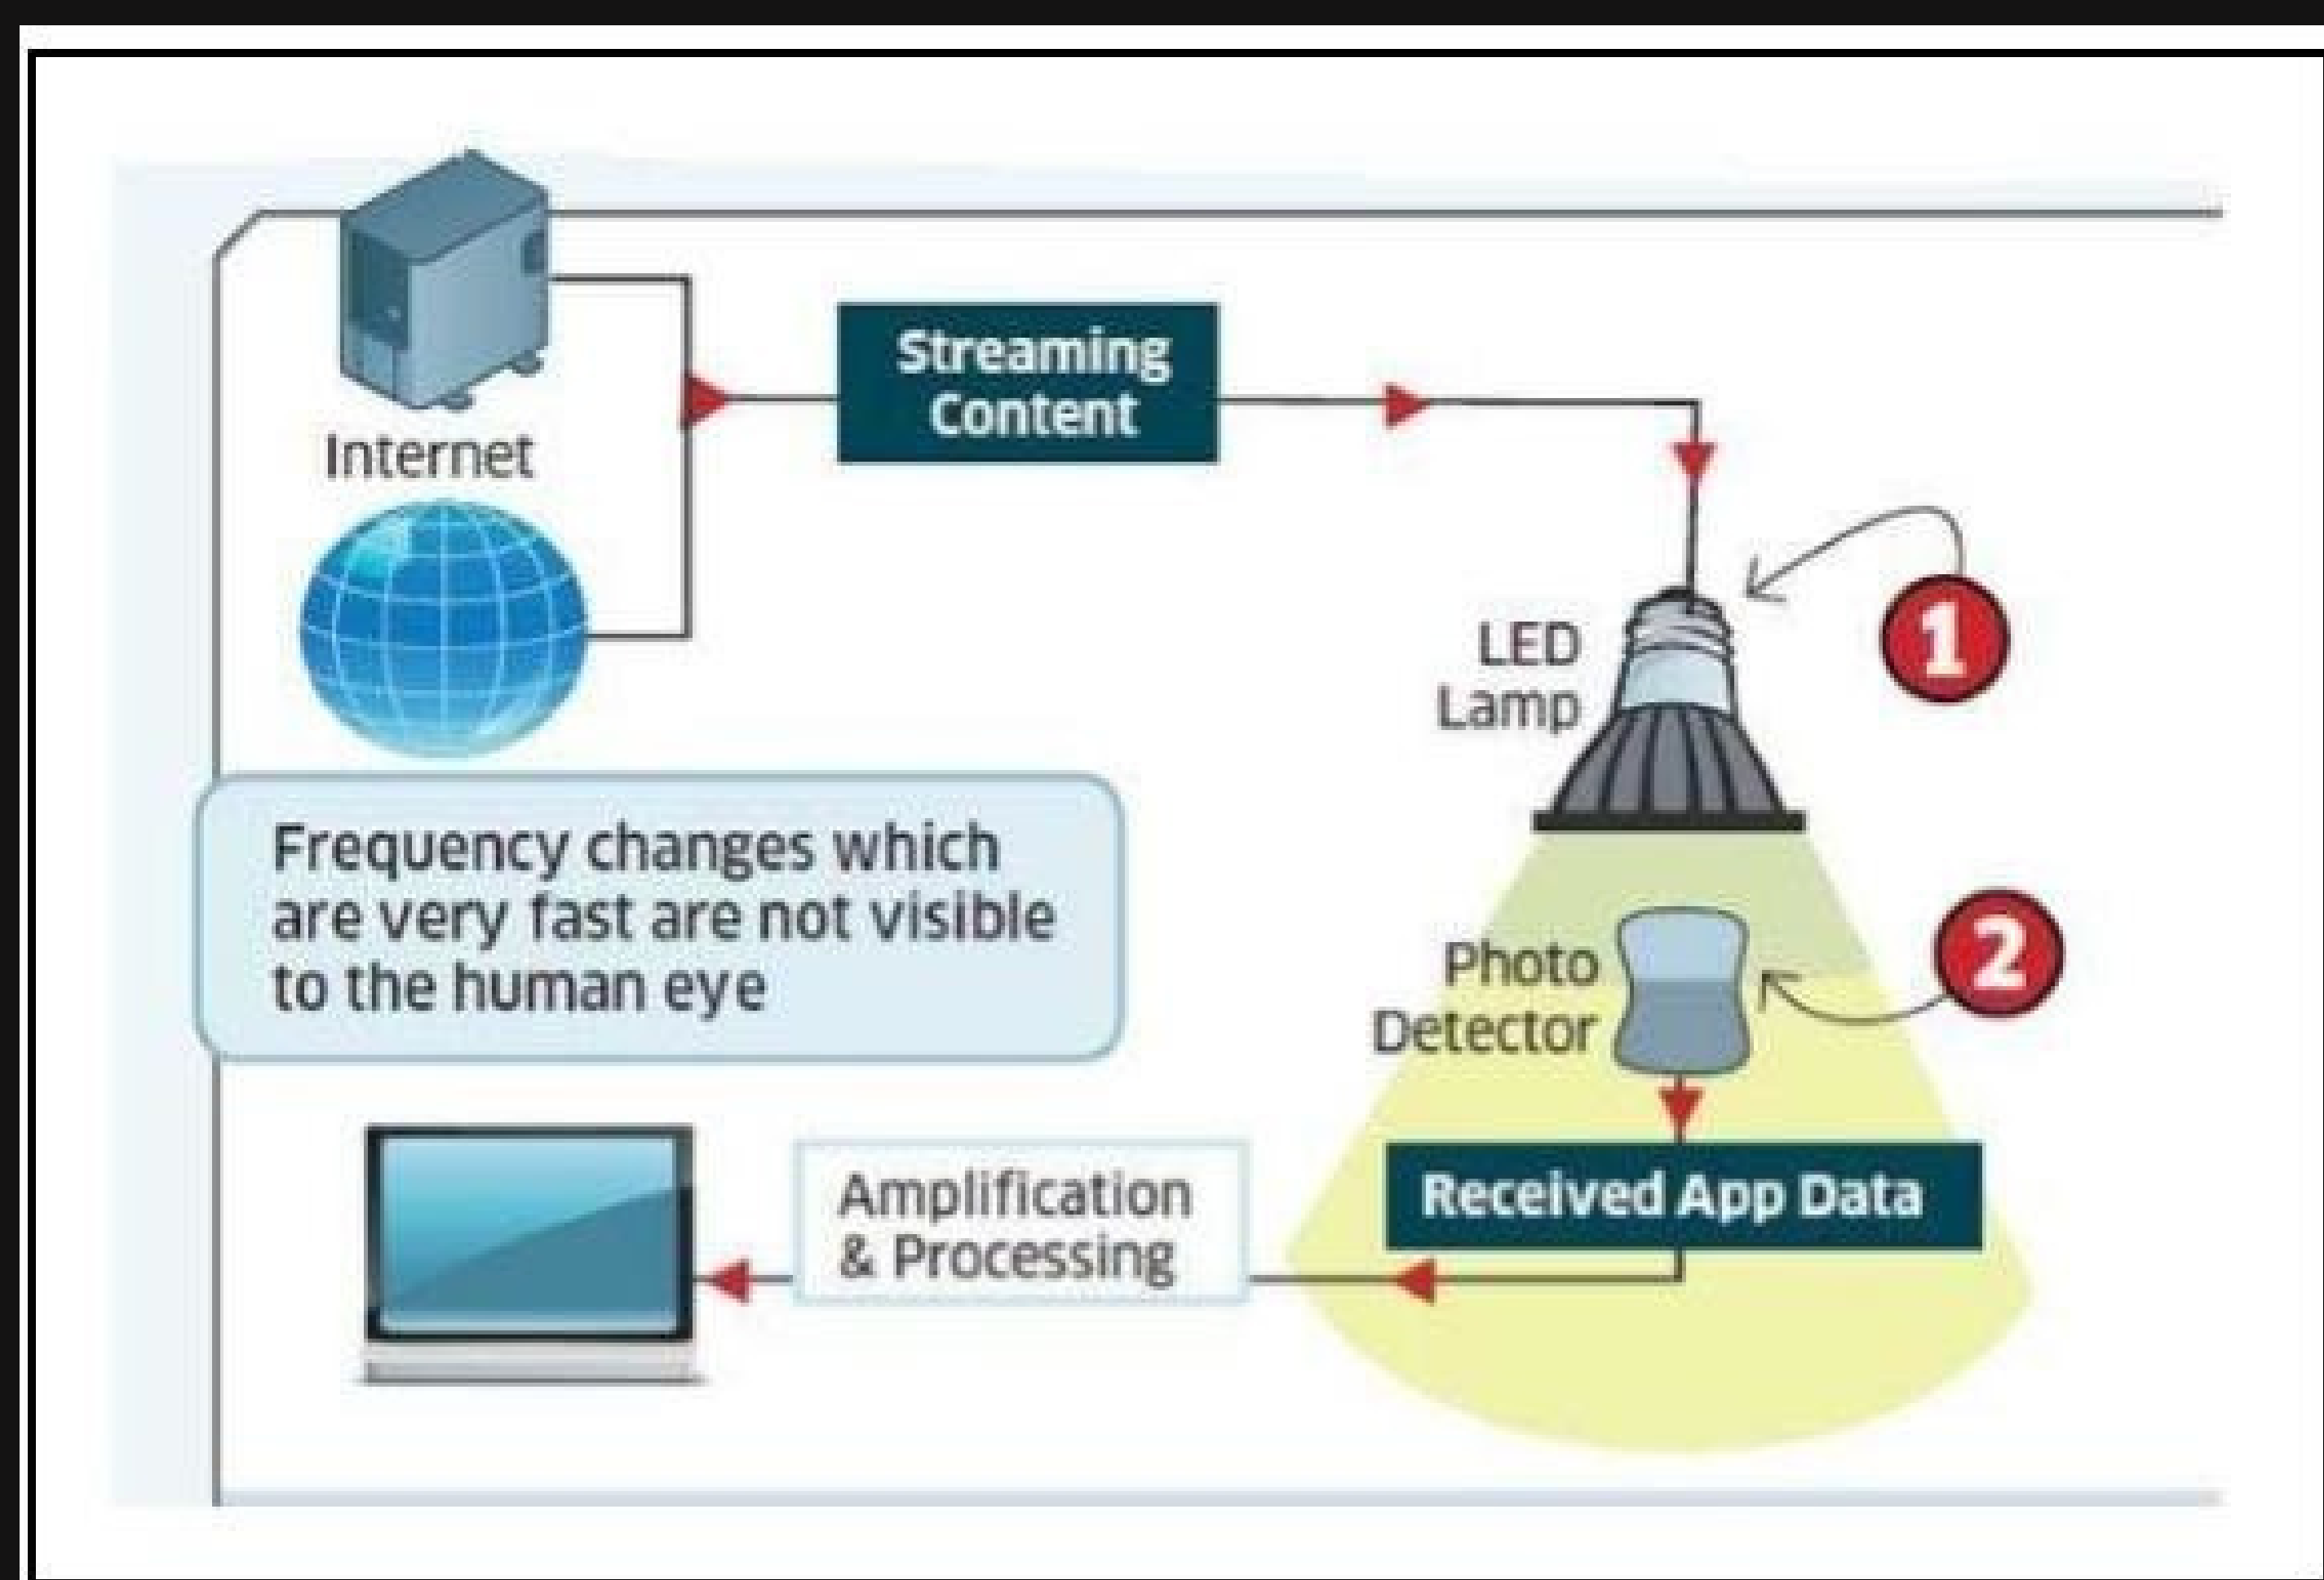 Streaming
Content
Internet
LED
Lamp
1
Frequency changes which
are very fast are not visible
to the human eye
Photo
Detector
2
Amplification
& Processing
Received App Data